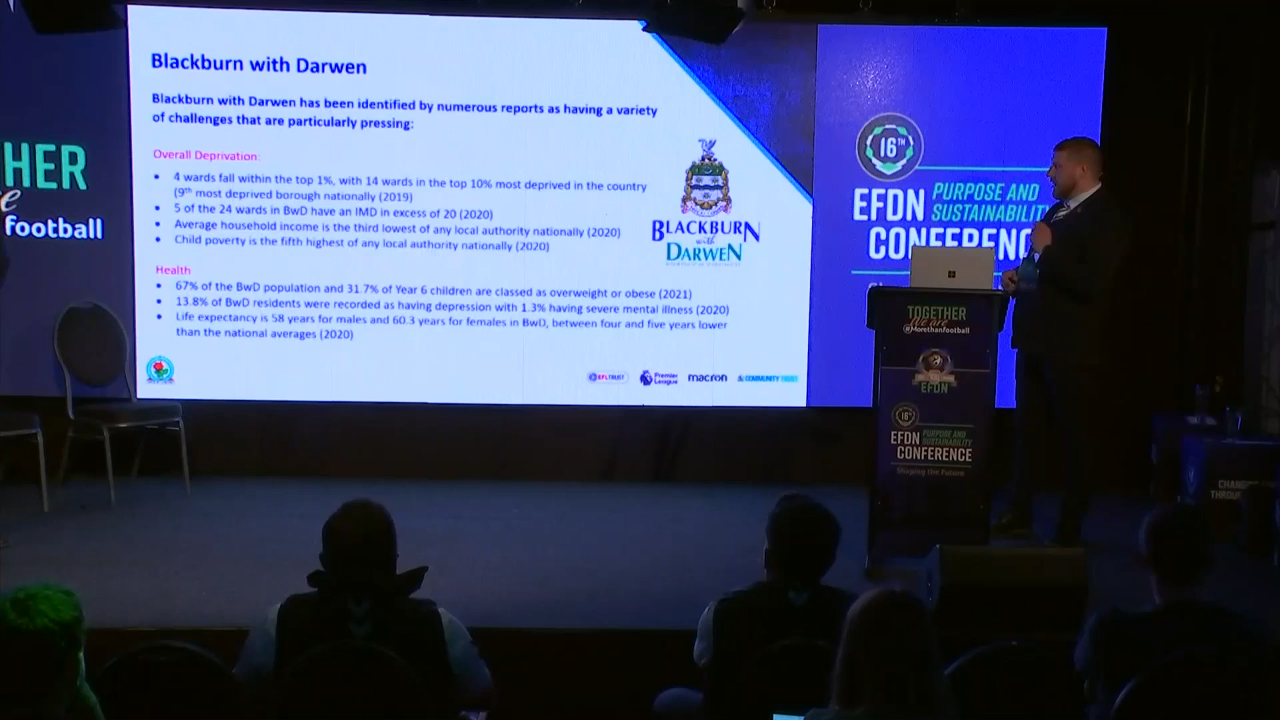 Blackburn with Darwen
Blackburn with Darwen has been identified by numerous reports as having a variety
of challenges that are particularly pressing:
Overall Deprivation:
• 4 wards fall within the top 1%, with 14 wards in the top 10% most deprived in the country
(9th most deprived borough nationally (2019)
• 5 of the 24 wards in BwD have an IMD in excess of 20 (2020)
• Average household income is the third lowest of any local authority nationally (2020)
• Child poverty is the fifth highest of any local authority nationally (2020)
Health
• 67% of the BwD population and 31.7% of Year 6 children are classed as overweight or obese (2021)
• 13.8% of BwD residents were recorded as having depression with 1.3% having severe mental illness (2020)
• Life expectancy is 58 years for males and 60.3 years for females in BwD, between four and five years lower
than the national averages (2020)
BLACKBURN
with
DARWEN
EFL TRUST
Premier
League
macron
COMMUNITY TRUST
HER
e
football
16TH
EFDN PURPOSE AND
SUSTAINABILIT
CONFERENC
TOGETHER
We are
@Morethanfootball
EFDN
16TH
EFDN PURPOSE AND
SUSTAINABILITY
CONFERENCE
Shaping the Future
CHANGING
THROU